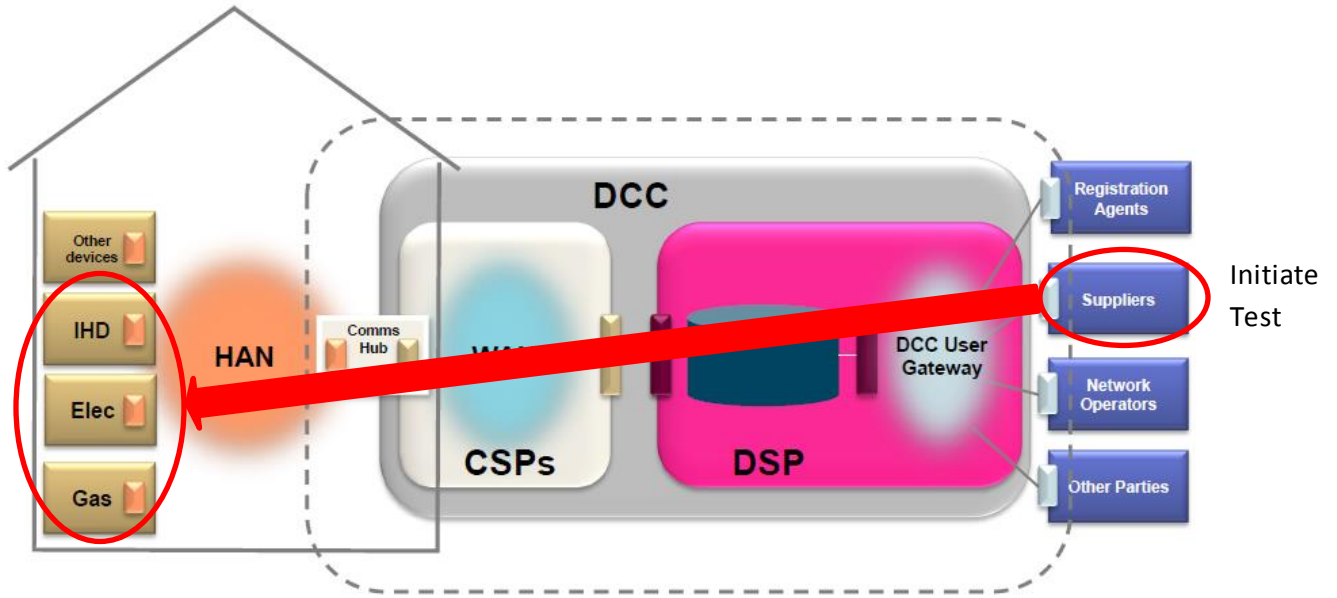 DCC
Other
devices
IHD
Elec
Gas
HAN
Comms
Hub
CSPs
DSP
DCC User
Gateway
Registration
Agents
Suppliers
Network
Operators
Other Parties
Initiate
Test